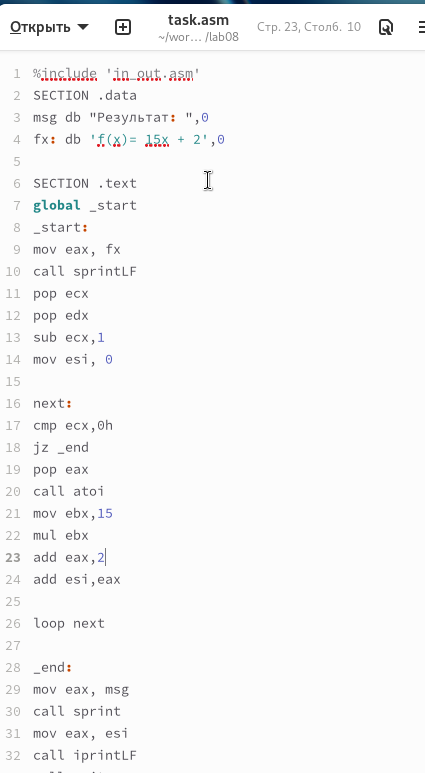 Открыть
task.asm
~/wor… /lab08
Стр. 23, Столб. 10
1 %include 'in_out.asm'
2 SECTION .data
3 msg db "Результат: ",0
4 fx: db 'f(x)= 15x + 2',0
5
6 SECTION .text
7 global _start
8 _start:
9 mov eax, fx
10 call sprintLF
11 pop ecx
12 pop edx
13 sub ecx,1
14 mov esi, 0
15
16 next:
17 cmp ecx,0h
18 jz _end
19 pop eax
20 call atoi
21 mov ebx,15
22 mul ebx
23 add eax,2
24 add esi,eax
25
26 loop next
27
28 _end:
29 mov eax, msg
30 call sprint
31 mov eax, esi
32 call iprintLF